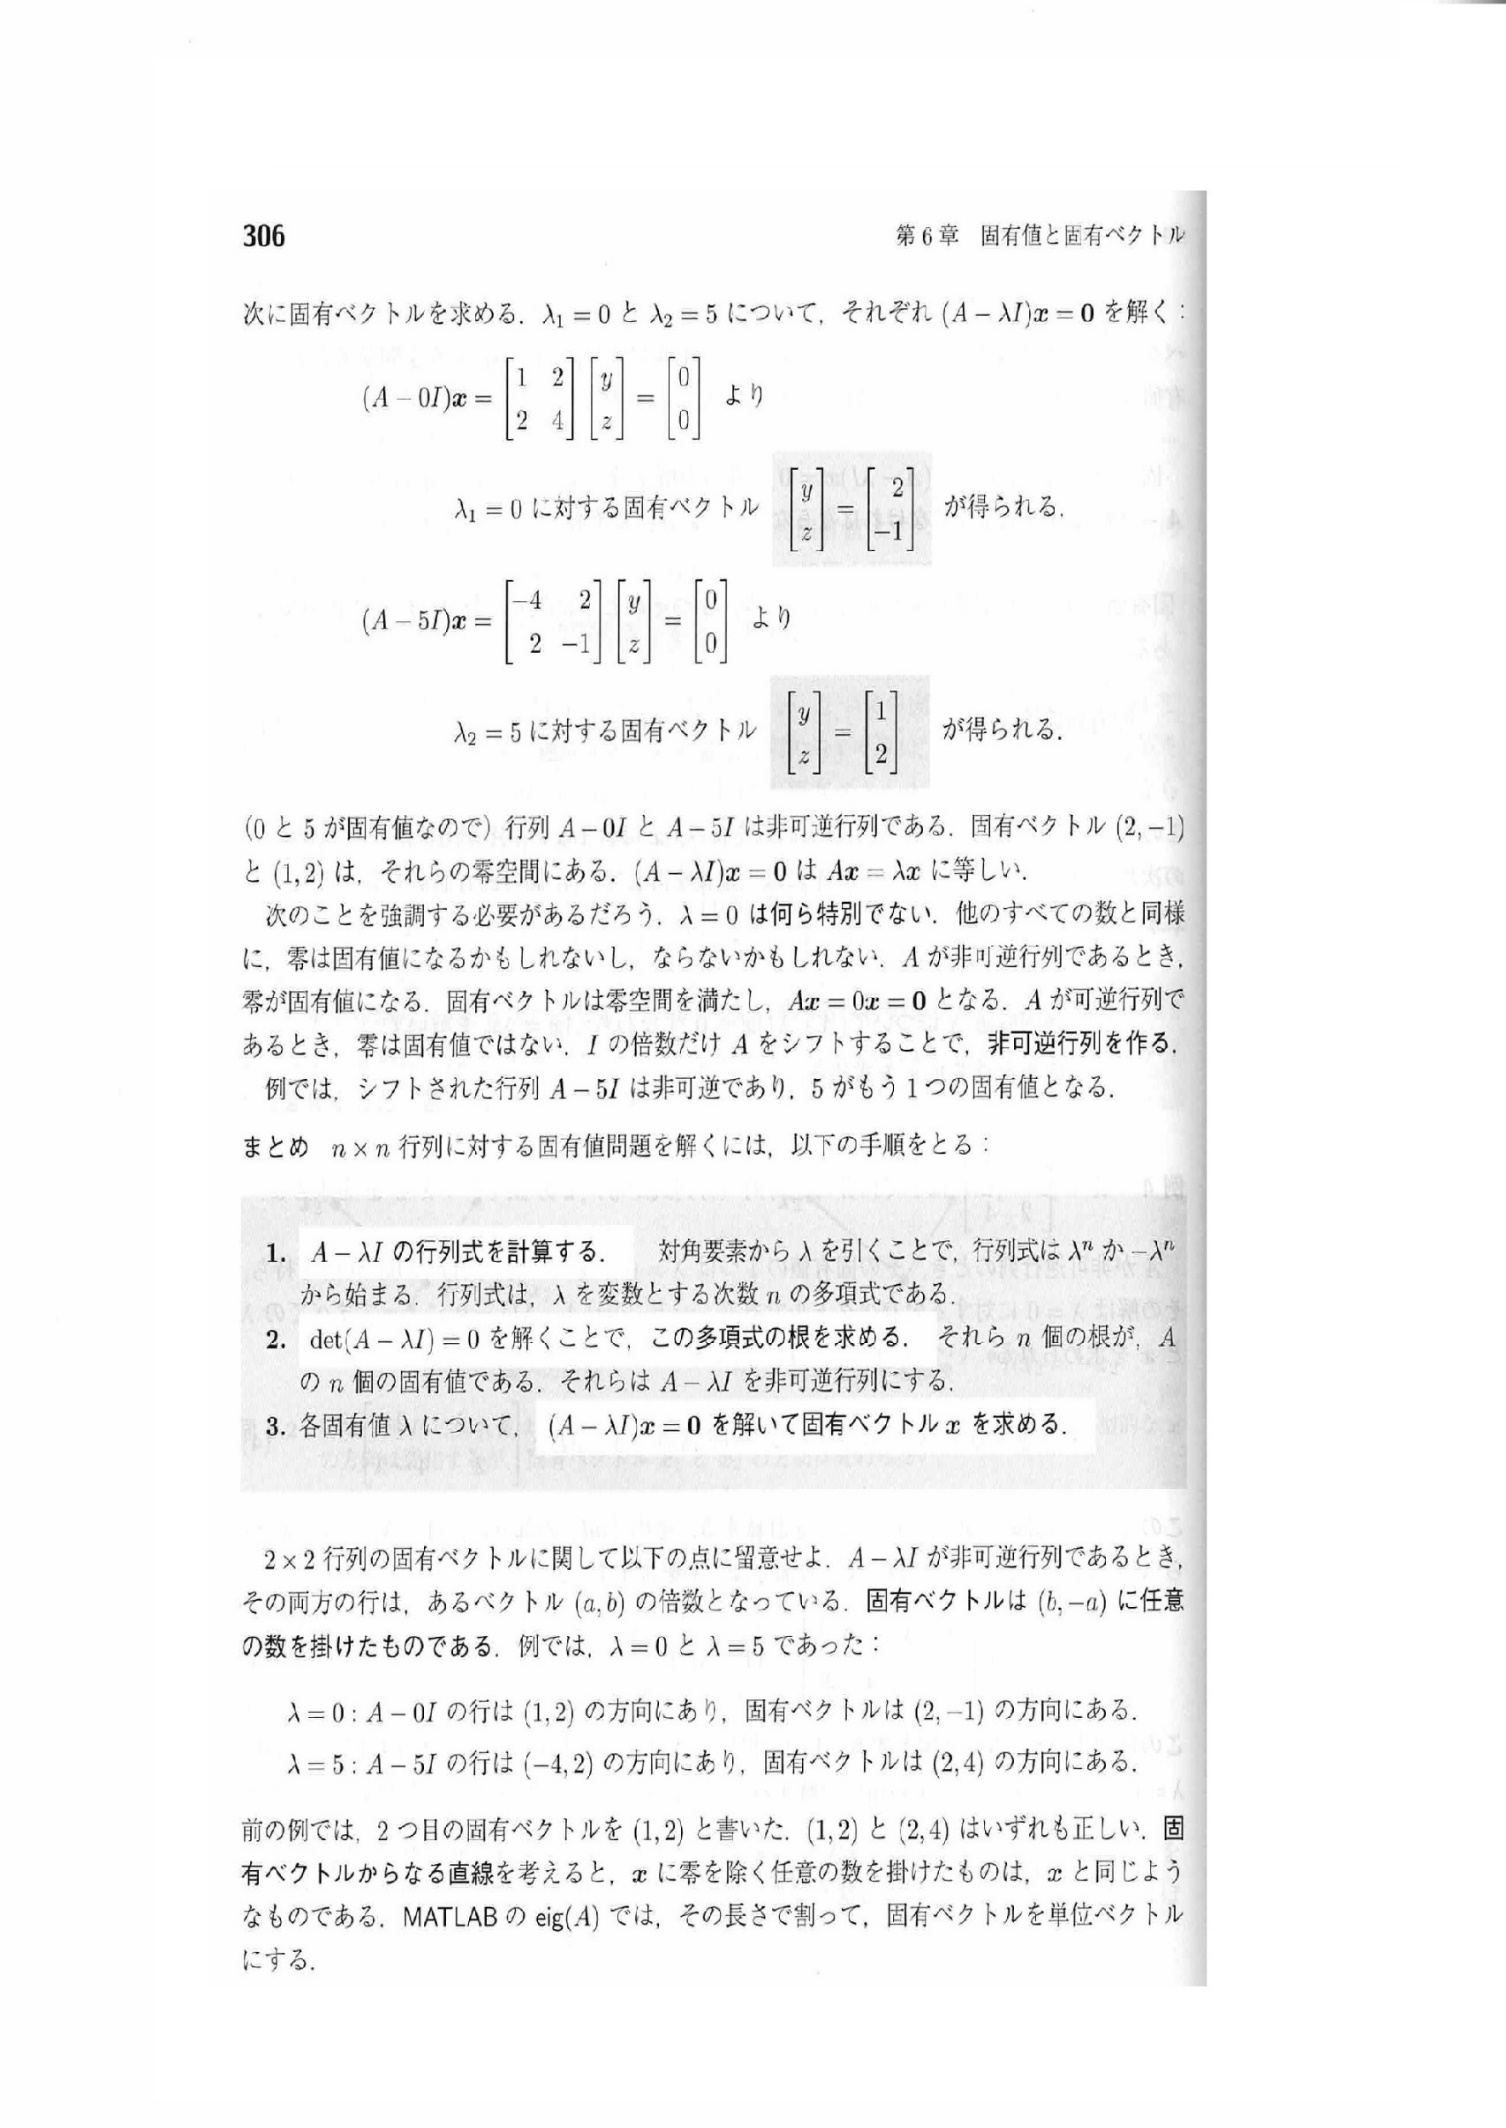 306
第 6 章　固有値と固有ベクトル
次に固有ベクトルを求める．λ₁ = 0 と λ₂ = 5 について，それぞれ (A − λI)x = 0 を解く：
(A − 0I)x = [1 2; 2 4] [y; z] = [0; 0] より
λ₁ = 0 に対する固有ベクトル [y; z] = [2; −1] が得られる．
(A − 5I)x = [−4 2; 2 −1] [y; z] = [0; 0] より
λ₂ = 5 に対する固有ベクトル [y; z] = [1; 2] が得られる．
(0 と 5 が固有値なので) 行列 A − 0I と A − 5I は非可逆行列である．固有ベクトル (2, −1)
と (1, 2) は，それらの零空間にある．(A − λI)x = 0 は Ax = λx に等しい．
次のことを強調する必要があるだろう．λ = 0 は何ら特別でない．他のすべての数と同様
に，零は固有値になるかもしれないし，ならないかもしれない．A が非可逆行列であるとき，
零が固有値になる．固有ベクトルは零空間を満たし，Ax = 0x = 0 となる．A が可逆行列で
あるとき，零は固有値ではない．I の倍数だけ A をシフトすることで，非可逆行列を作る．
例では，シフトされた行列 A − 5I は非可逆であり，5 がもう 1 つの固有値となる．
まとめ　n × n 行列に対する固有値問題を解くには，以下の手順をとる：
1. A − λI の行列式を計算する．　対角要素から λ を引くことで，行列式は λⁿ か −λⁿ
から始まる．行列式は，λ を変数とする次数 n の多項式である．
2. det(A − λI) = 0 を解くことで，この多項式の根を求める．　それら n 個の根が，A
の n 個の固有値である．それらは A − λI を非可逆行列にする．
3. 各固有値 λ について，(A − λI)x = 0 を解いて固有ベクトル x を求める．
2 × 2 行列の固有ベクトルに関して以下の点に留意せよ．A − λI が非可逆行列であるとき，
その両方の行は，あるベクトル (a, b) の倍数となっている．固有ベクトルは (b, −a) に任意
の数を掛けたものである．例では，λ = 0 と λ = 5 であった：
λ = 0 : A − 0I の行は (1, 2) の方向にあり，固有ベクトルは (2, −1) の方向にある．
λ = 5 : A − 5I の行は (−4, 2) の方向にあり，固有ベクトルは (2, 4) の方向にある．
前の例では，2 つ目の固有ベクトルを (1, 2) と書いた．(1, 2) と (2, 4) はいずれも正しい．固
有ベクトルからなる直線を考えると，x に零を除く任意の数を掛けたものは，x と同じよう
なものである．MATLAB の eig(A) では，その長さで割って，固有ベクトルを単位ベクトル
にする．